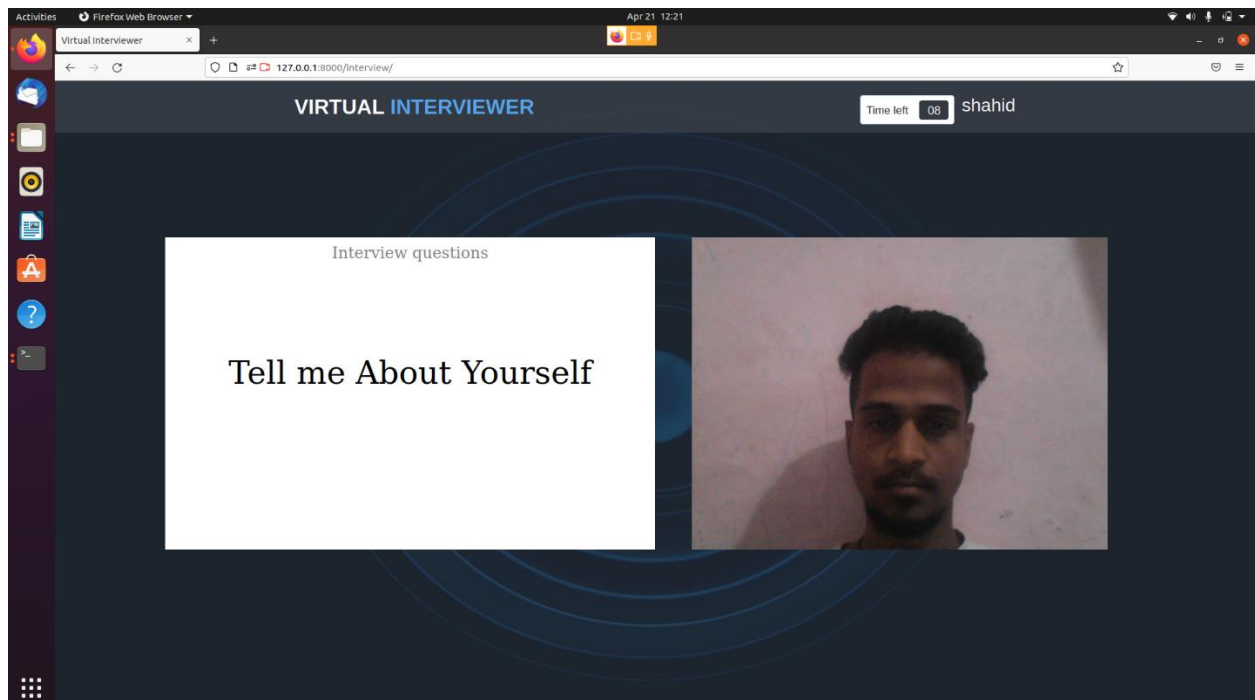 Activities Firefox Web Browser Apr 21 12:21
Virtual Interviewer
127.0.0.1:8000/interview/
VIRTUAL INTERVIEWER Time left 08 shahid
Interview questions
Tell me About Yourself